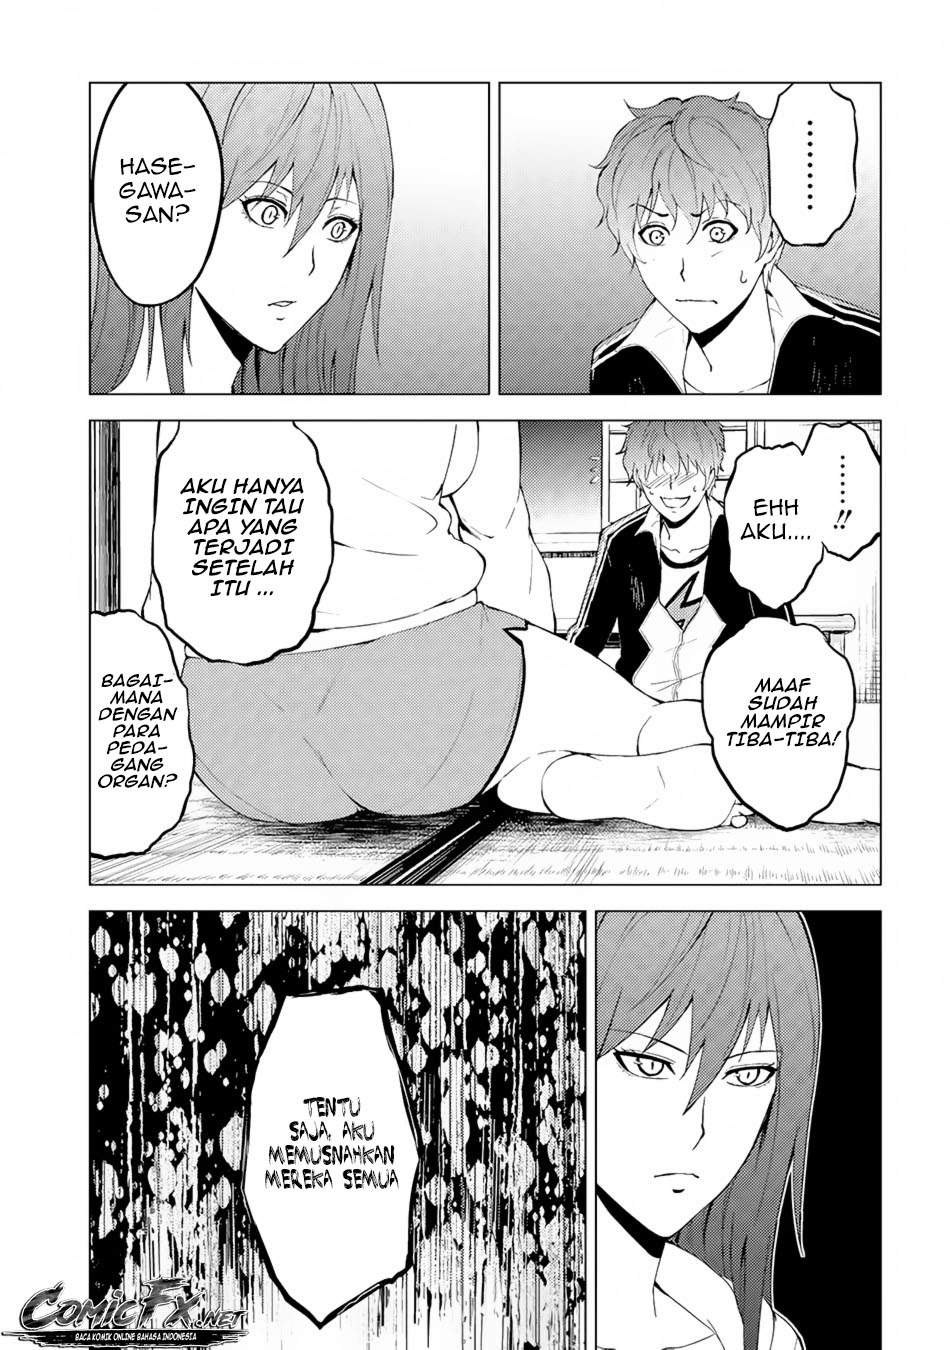 .........
HASE-
GAWA-
SAN?
......!!
EHH
AKU....
MAAF
SUDAH
MAMPIR
TIBA-TIBA!
AKU HANYA
INGIN TAU
APA YANG
TERJADI
SETELAH
ITU ...
BAGAI-
MANA
DENGAN
PARA
PEDA-
GANG
ORGAN?
TENTU
SAJA, AKU
MEMUSNAHKAN
MEREKA SEMUA
COMICFX.NET
BACA KOMIK ONLINE BAHASA INDONESIA